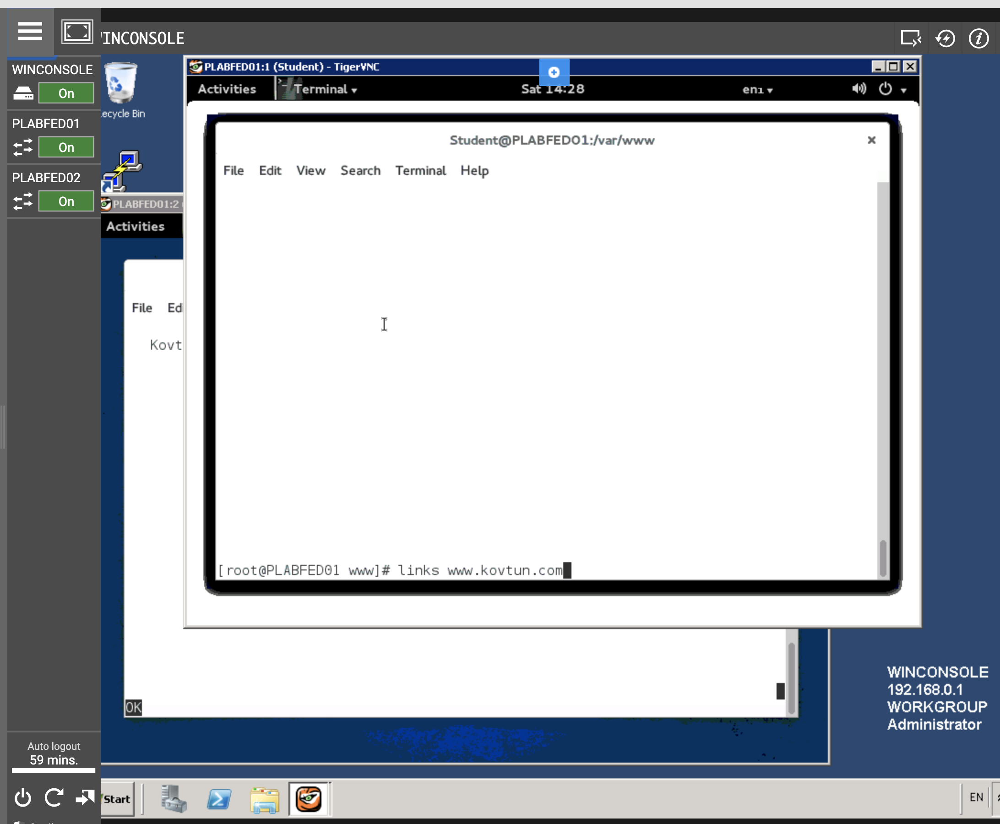 WINCONSOLE
WINCONSOLE
On
PLABFED01
On
PLABFED02
On
Auto logout
59 mins.
ecycle Bin
PLABFED01:2
Activities
File Ed
Kovt
OK
PLABFED01:1 (Student) - TigerVNC
Activities
Terminal
Sat 14:28
en1
Student@PLABFED01:/var/www
File Edit View Search Terminal Help
[root@PLABFED01 www]# links www.kovtun.com
WINCONSOLE
192.168.0.1
WORKGROUP
Administrator
Start
EN